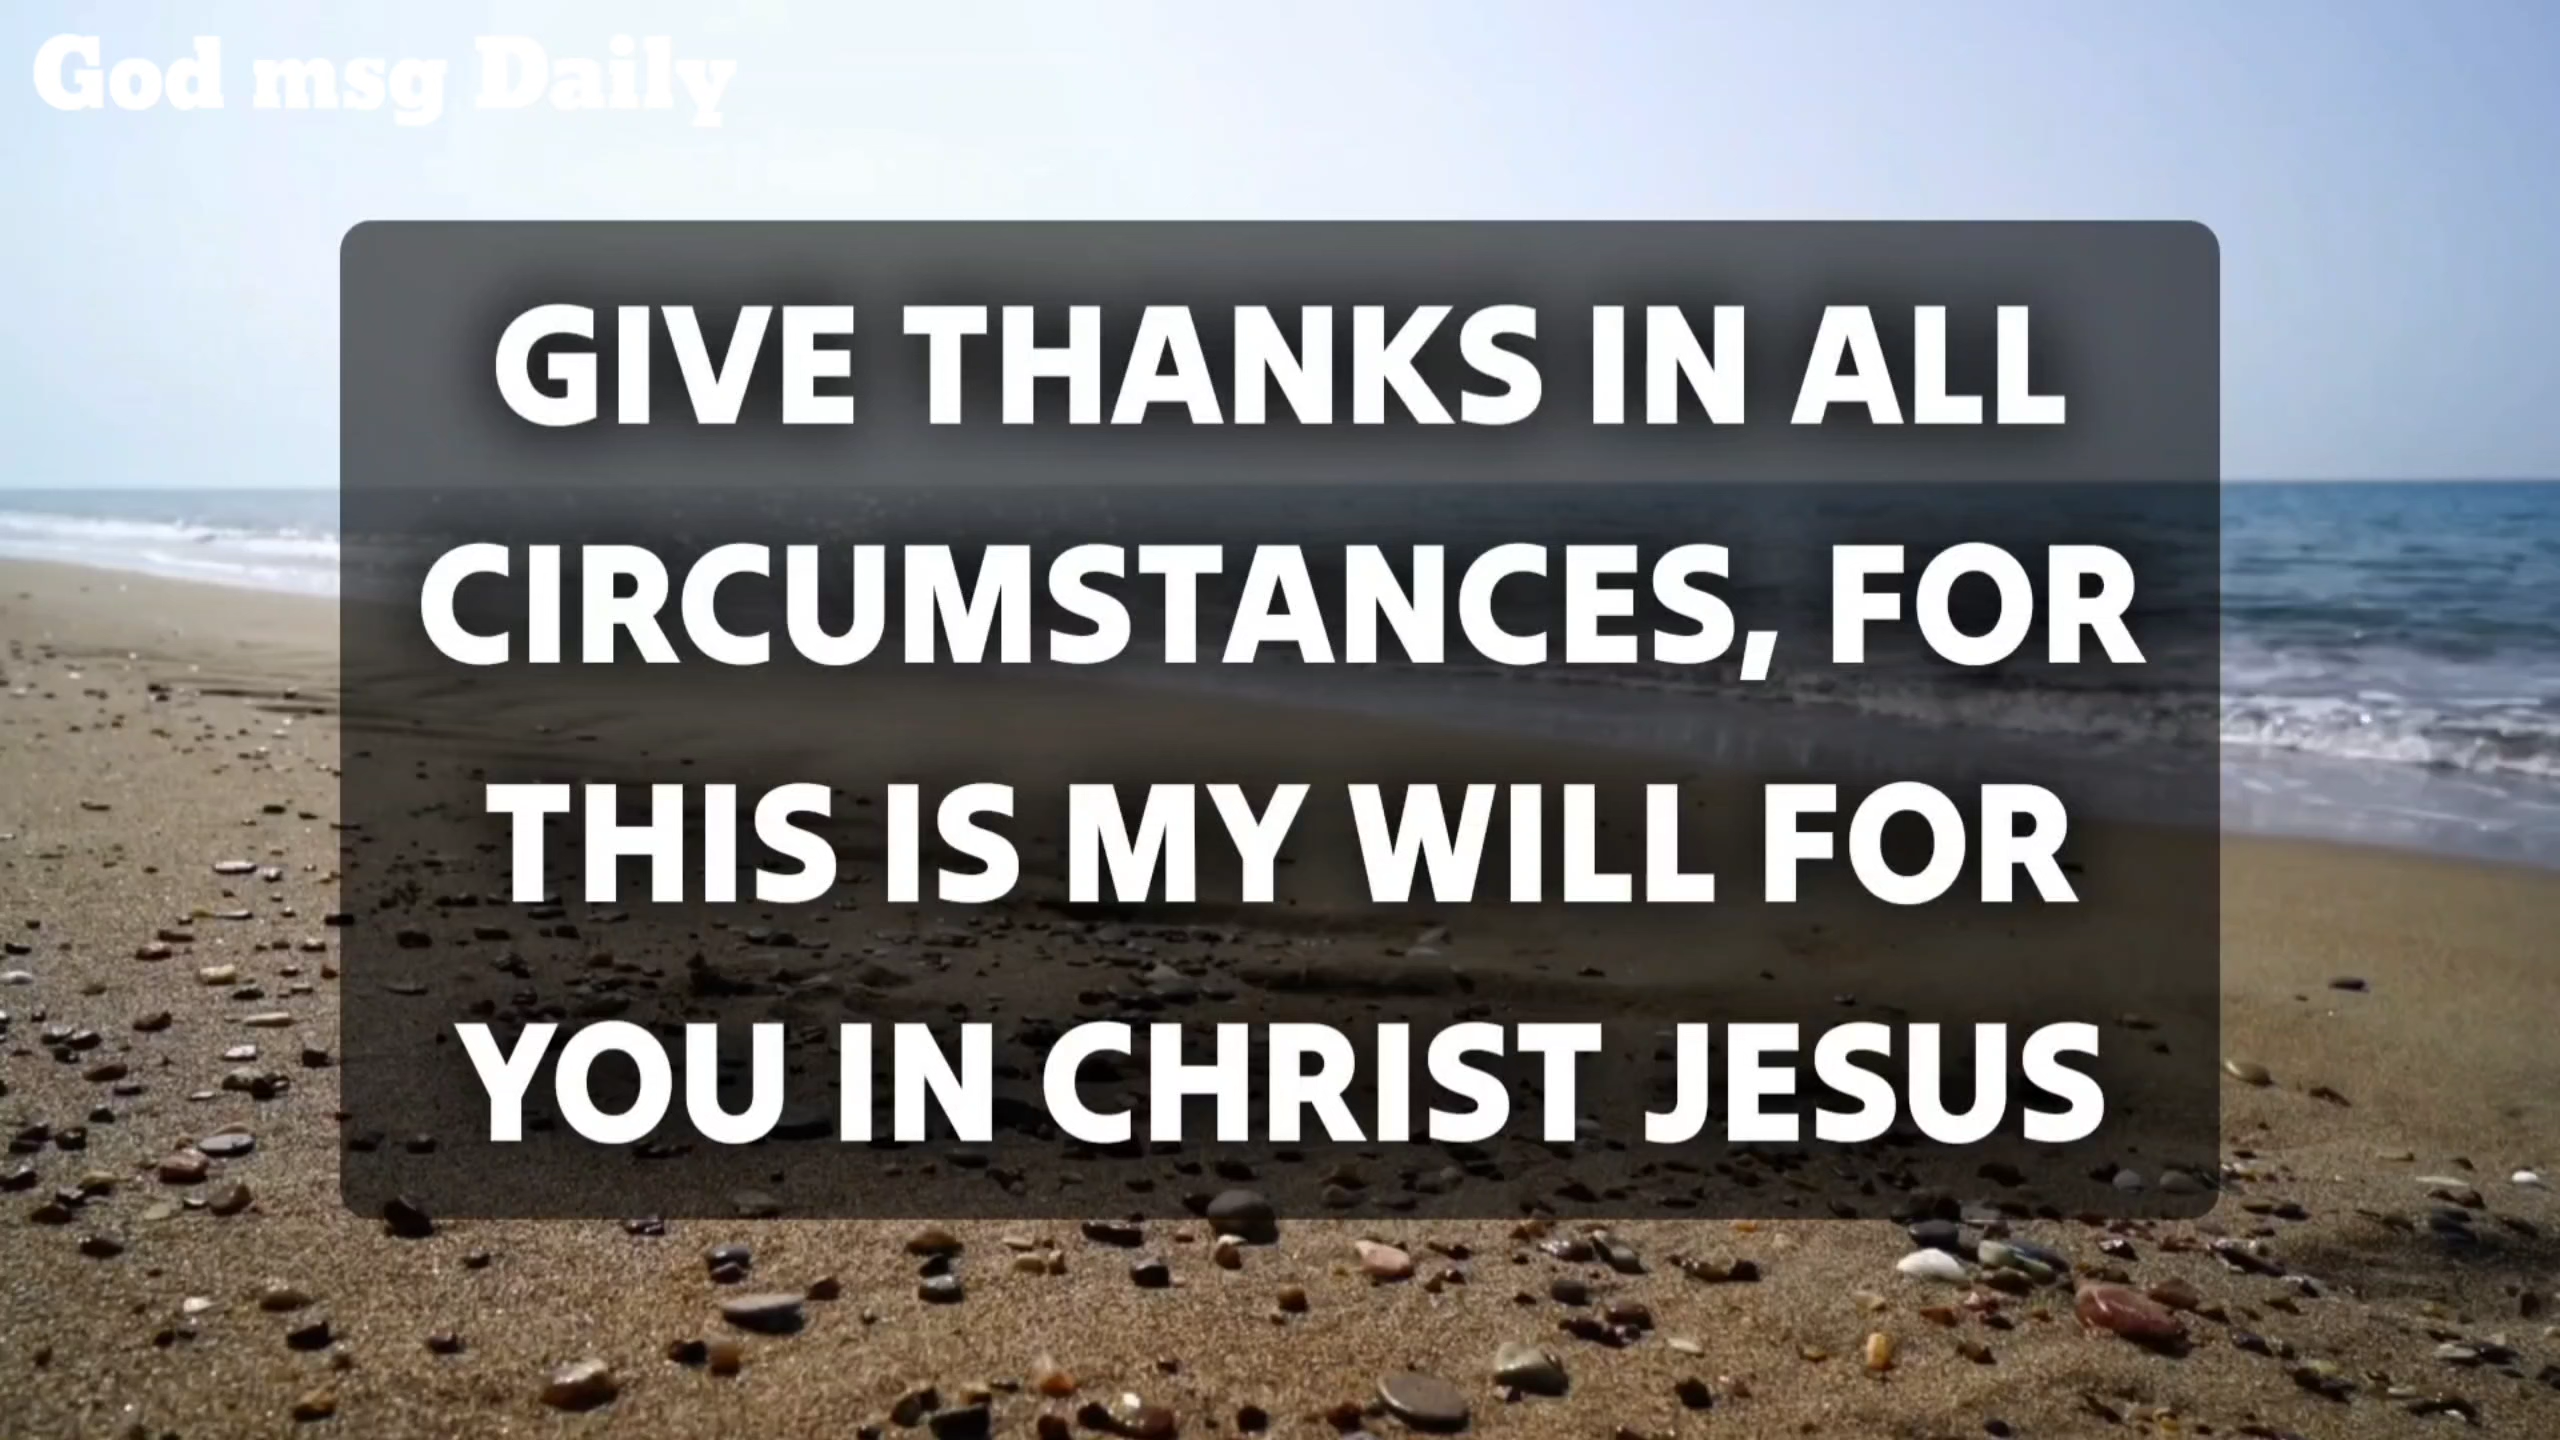 God msg Daily
GIVE THANKS IN ALL
CIRCUMSTANCES, FOR
THIS IS MY WILL FOR
YOU IN CHRIST JESUS